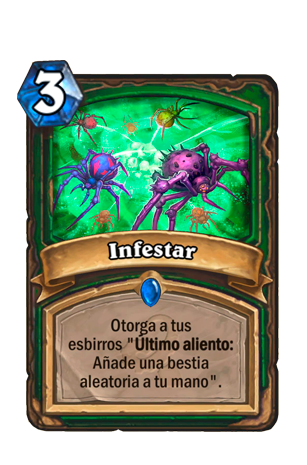 3
Infestar
Otorga a tus
esbirros "Último aliento:
Añade una bestia
aleatoria a tu mano".